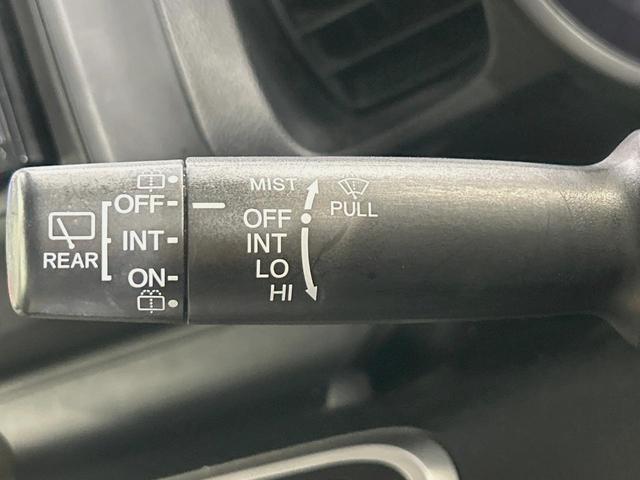 REAR
OFF
INT
ON
MIST
OFF
INT
LO
HI
PULL